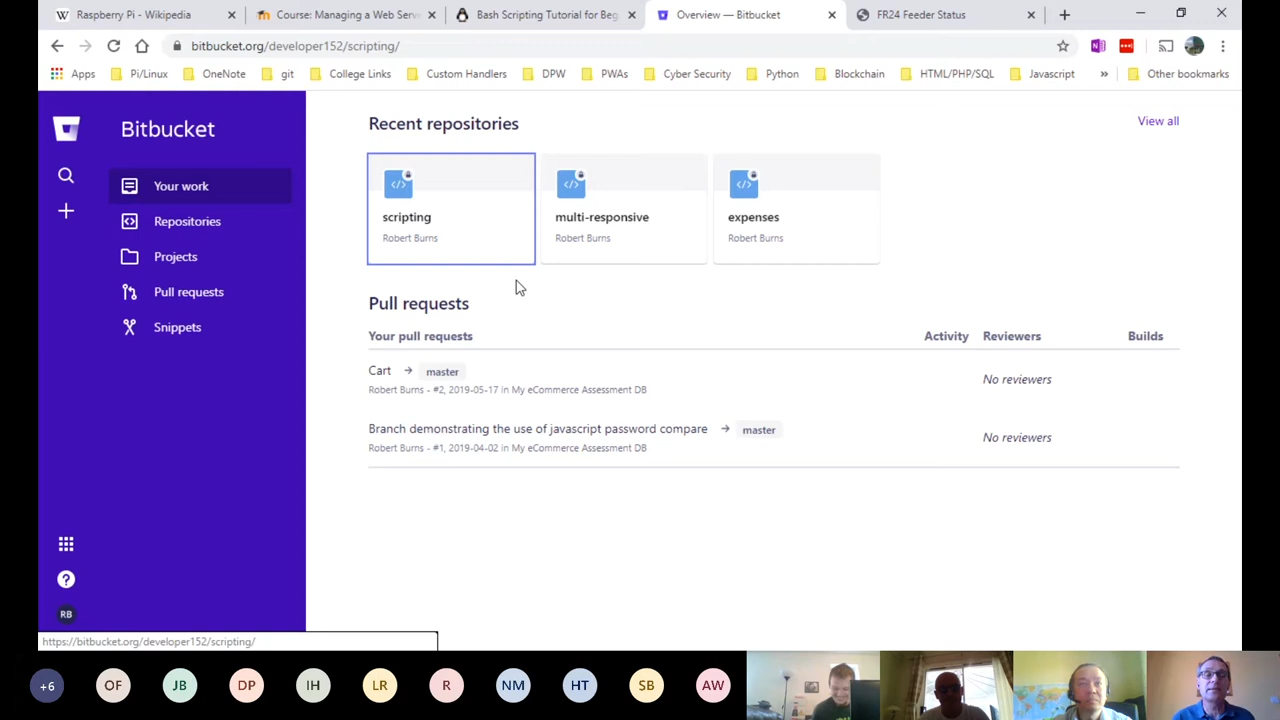 Raspberry Pi - Wikipedia
Course: Managing a Web Serv
Bash Scripting Tutorial for Beg
Overview — Bitbucket
FR24 Feeder Status
bitbucket.org/developer152/scripting/
Apps
Pi/Linux
OneNote
git
College Links
Custom Handlers
DPW
PWAs
Cyber Security
Python
Blockchain
HTML/PHP/SQL
Javascript
Other bookmarks
Bitbucket
Your work
Repositories
Projects
Pull requests
Snippets
RB
Recent repositories
View all
scripting
Robert Burns
multi-responsive
Robert Burns
expenses
Robert Burns
Pull requests
Your pull requests
Activity
Reviewers
Builds
Cart → master
Robert Burns - #2, 2019-05-17 in My eCommerce Assessment DB
No reviewers
Branch demonstrating the use of javascript password compare → master
Robert Burns - #1, 2019-04-02 in My eCommerce Assessment DB
No reviewers
https://bitbucket.org/developer152/scripting/
+6
OF
JB
DP
IH
LR
R
NM
HT
SB
AW